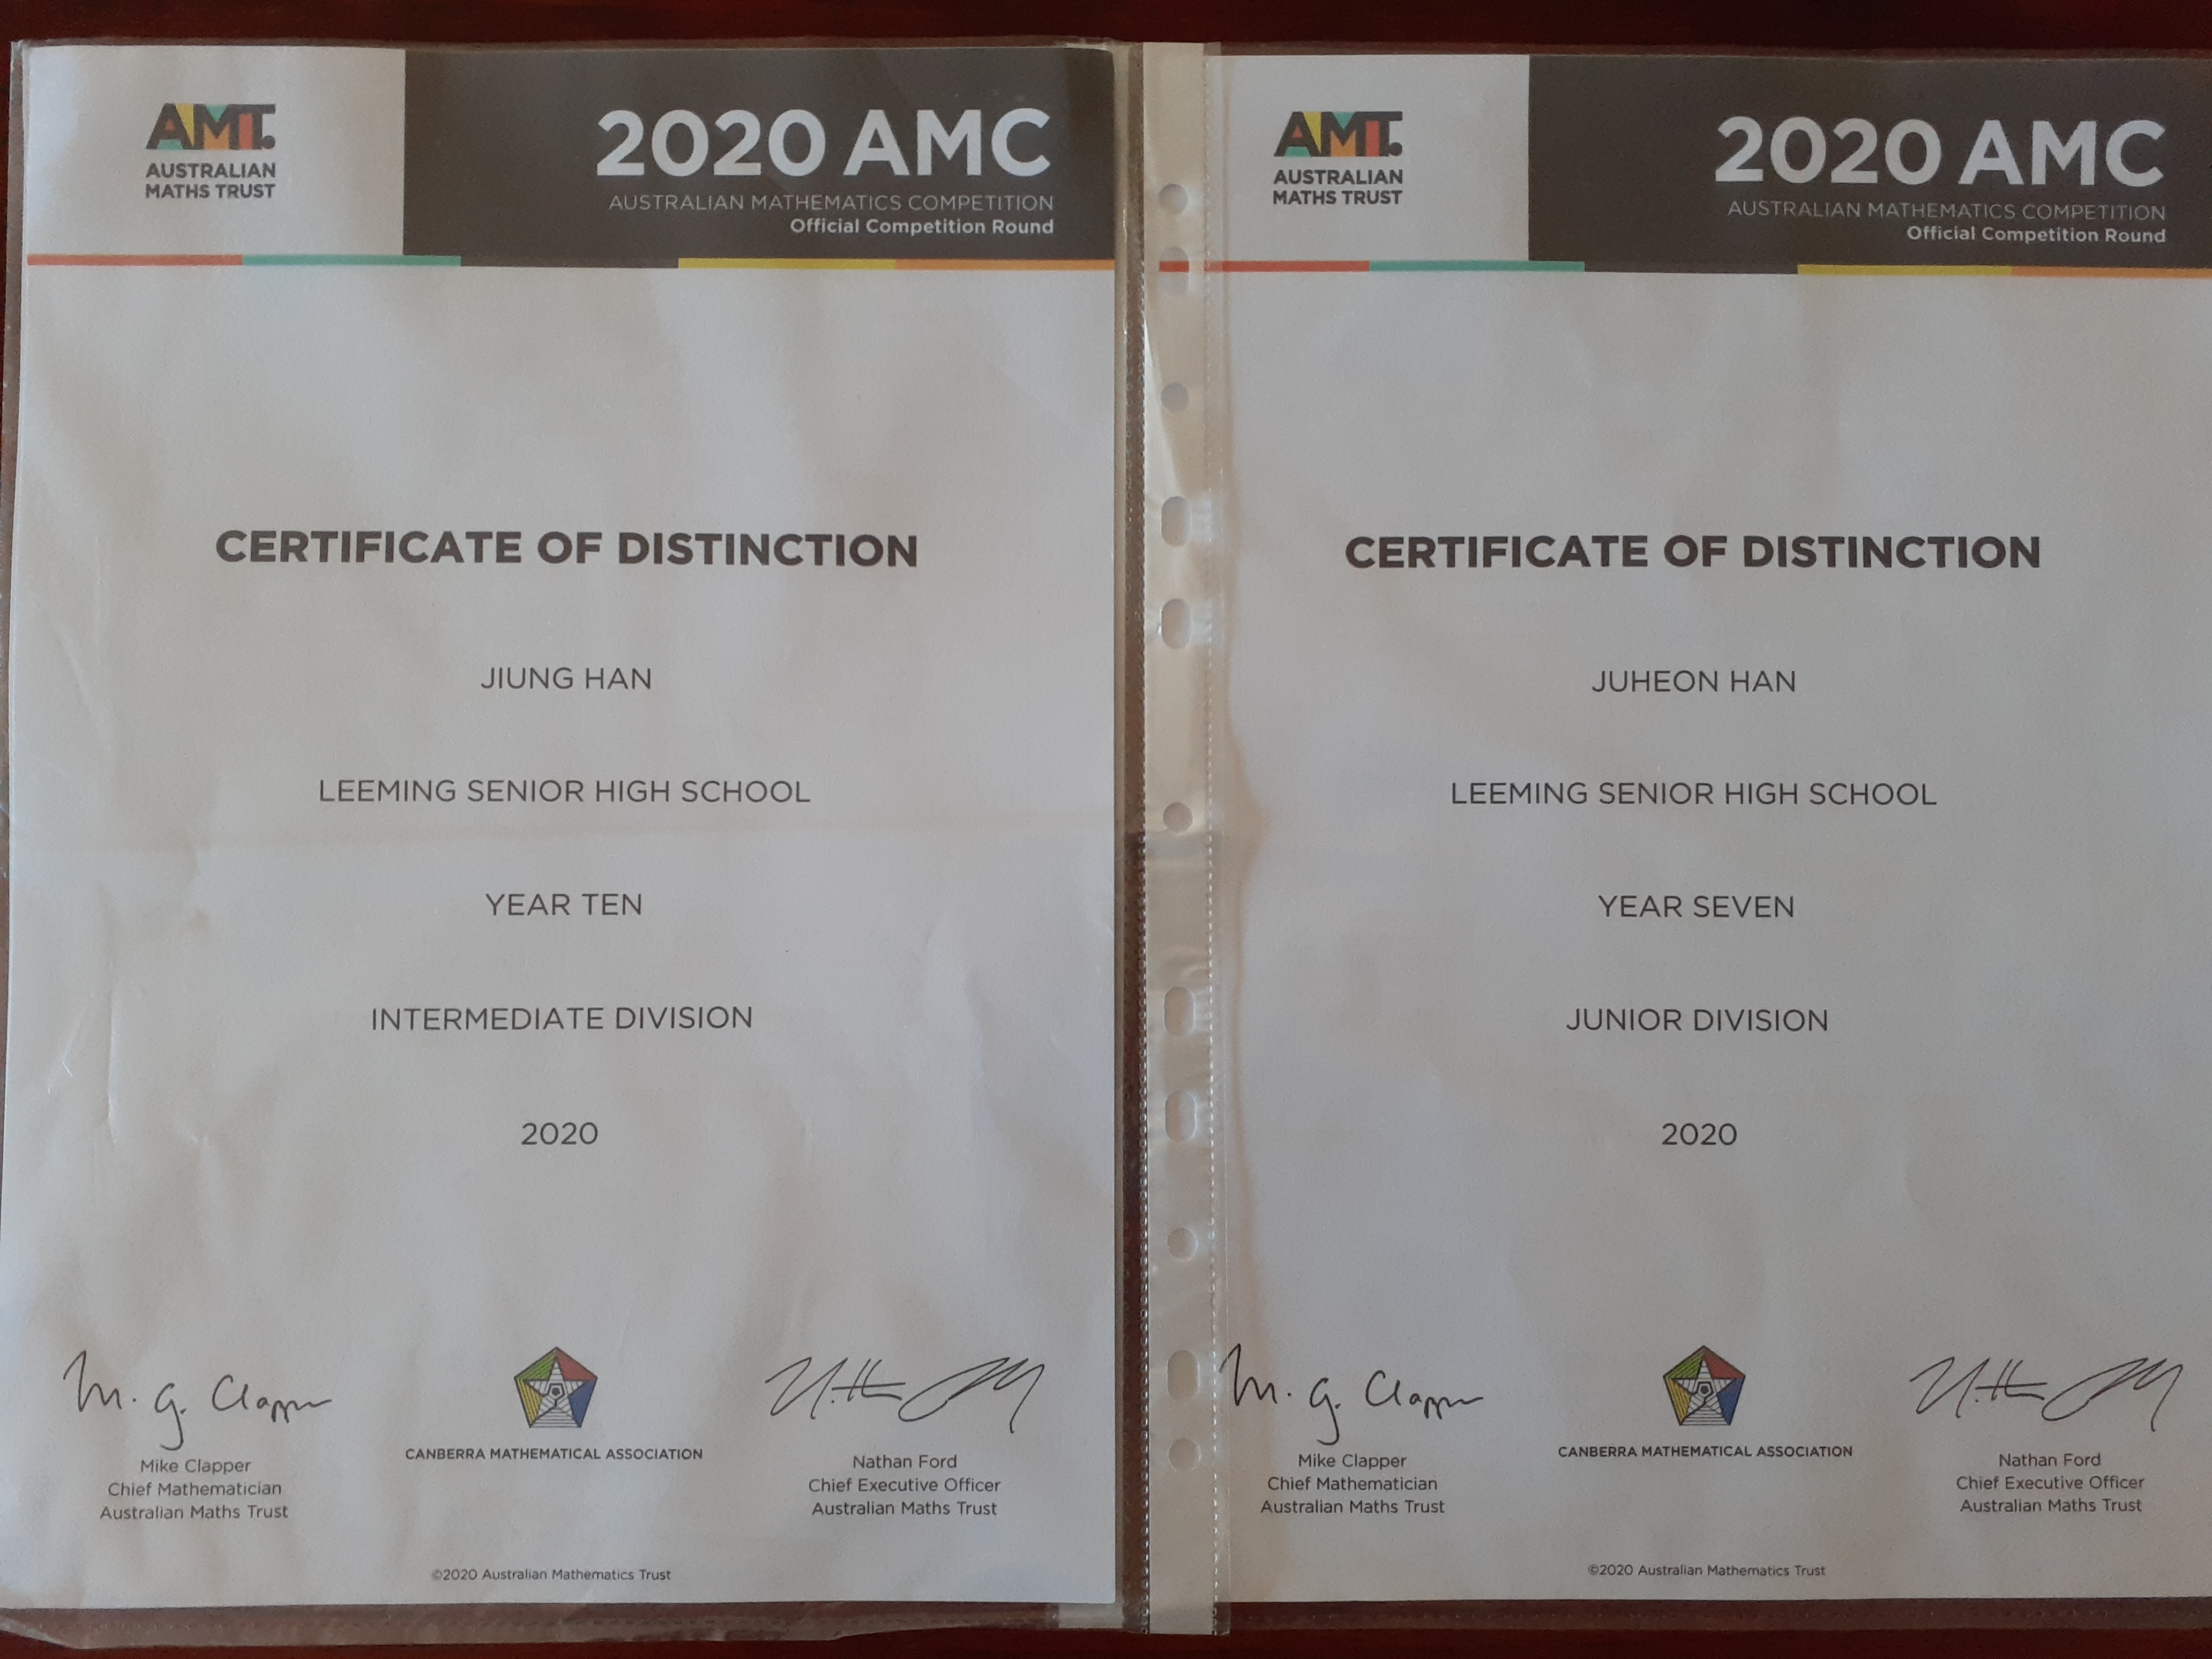 AMT.
AUSTRALIAN
MATHS TRUST
2020 AMC
AUSTRALIAN MATHEMATICS COMPETITION
Official Competition Round
CERTIFICATE OF DISTINCTION
JIUNG HAN
LEEMING SENIOR HIGH SCHOOL
YEAR TEN
INTERMEDIATE DIVISION
2020
M. G. Clapper
Mike Clapper
Chief Mathematician
Australian Maths Trust
CANBERRA MATHEMATICAL ASSOCIATION
Nathan Ford
Chief Executive Officer
Australian Maths Trust
©2020 Australian Mathematics Trust
AMT.
AUSTRALIAN
MATHS TRUST
2020 AMC
AUSTRALIAN MATHEMATICS COMPETITION
Official Competition Round
CERTIFICATE OF DISTINCTION
JUHEON HAN
LEEMING SENIOR HIGH SCHOOL
YEAR SEVEN
JUNIOR DIVISION
2020
M. G. Clapper
Mike Clapper
Chief Mathematician
Australian Maths Trust
CANBERRA MATHEMATICAL ASSOCIATION
Nathan Ford
Chief Executive Officer
Australian Maths Trust
©2020 Australian Mathematics Trust